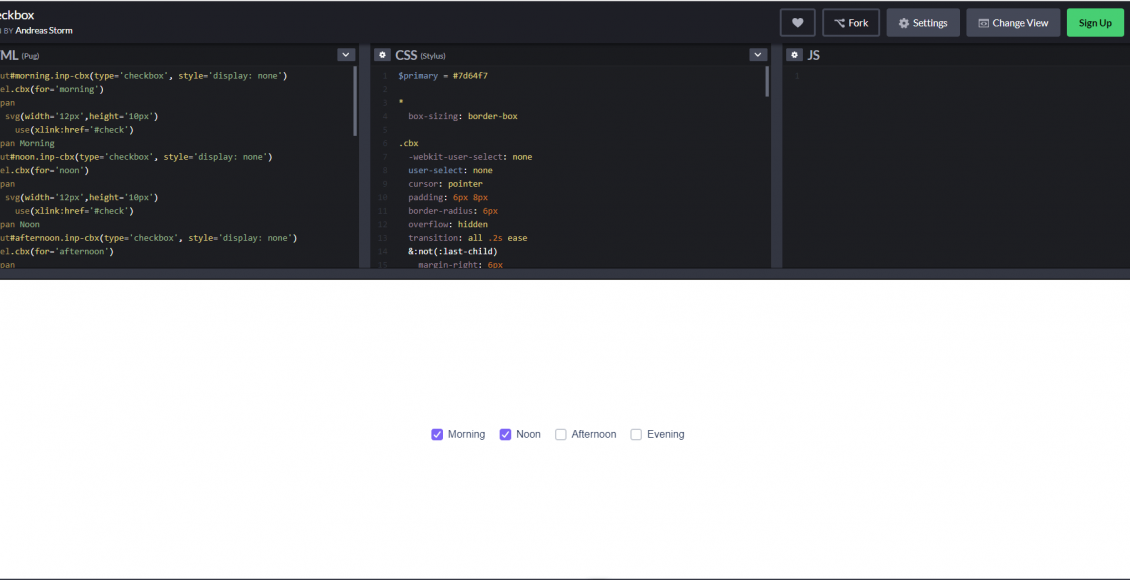 eckbox
BY Andreas Storm
Fork
Settings
Change View
Sign Up
ML (Pug)
ut#morning.inp-cbx(type='checkbox', style='display: none')
el.cbx(for='morning')
pan
svg(width='12px',height='10px')
use(xlink:href='#check')
pan Morning
ut#noon.inp-cbx(type='checkbox', style='display: none')
el.cbx(for='noon')
pan
svg(width='12px',height='10px')
use(xlink:href='#check')
pan Noon
ut#afternoon.inp-cbx(type='checkbox', style='display: none')
el.cbx(for='afternoon')
pan
CSS (Stylus)
1 $primary = #7d64f7
2
3 *
4 box-sizing: border-box
5
6 .cbx
7 -webkit-user-select: none
8 user-select: none
9 cursor: pointer
10 padding: 6px 8px
11 border-radius: 6px
12 overflow: hidden
13 transition: all .2s ease
14 &:not(:last-child)
15 margin-right: 6px
JS
1
Morning
Noon
Afternoon
Evening